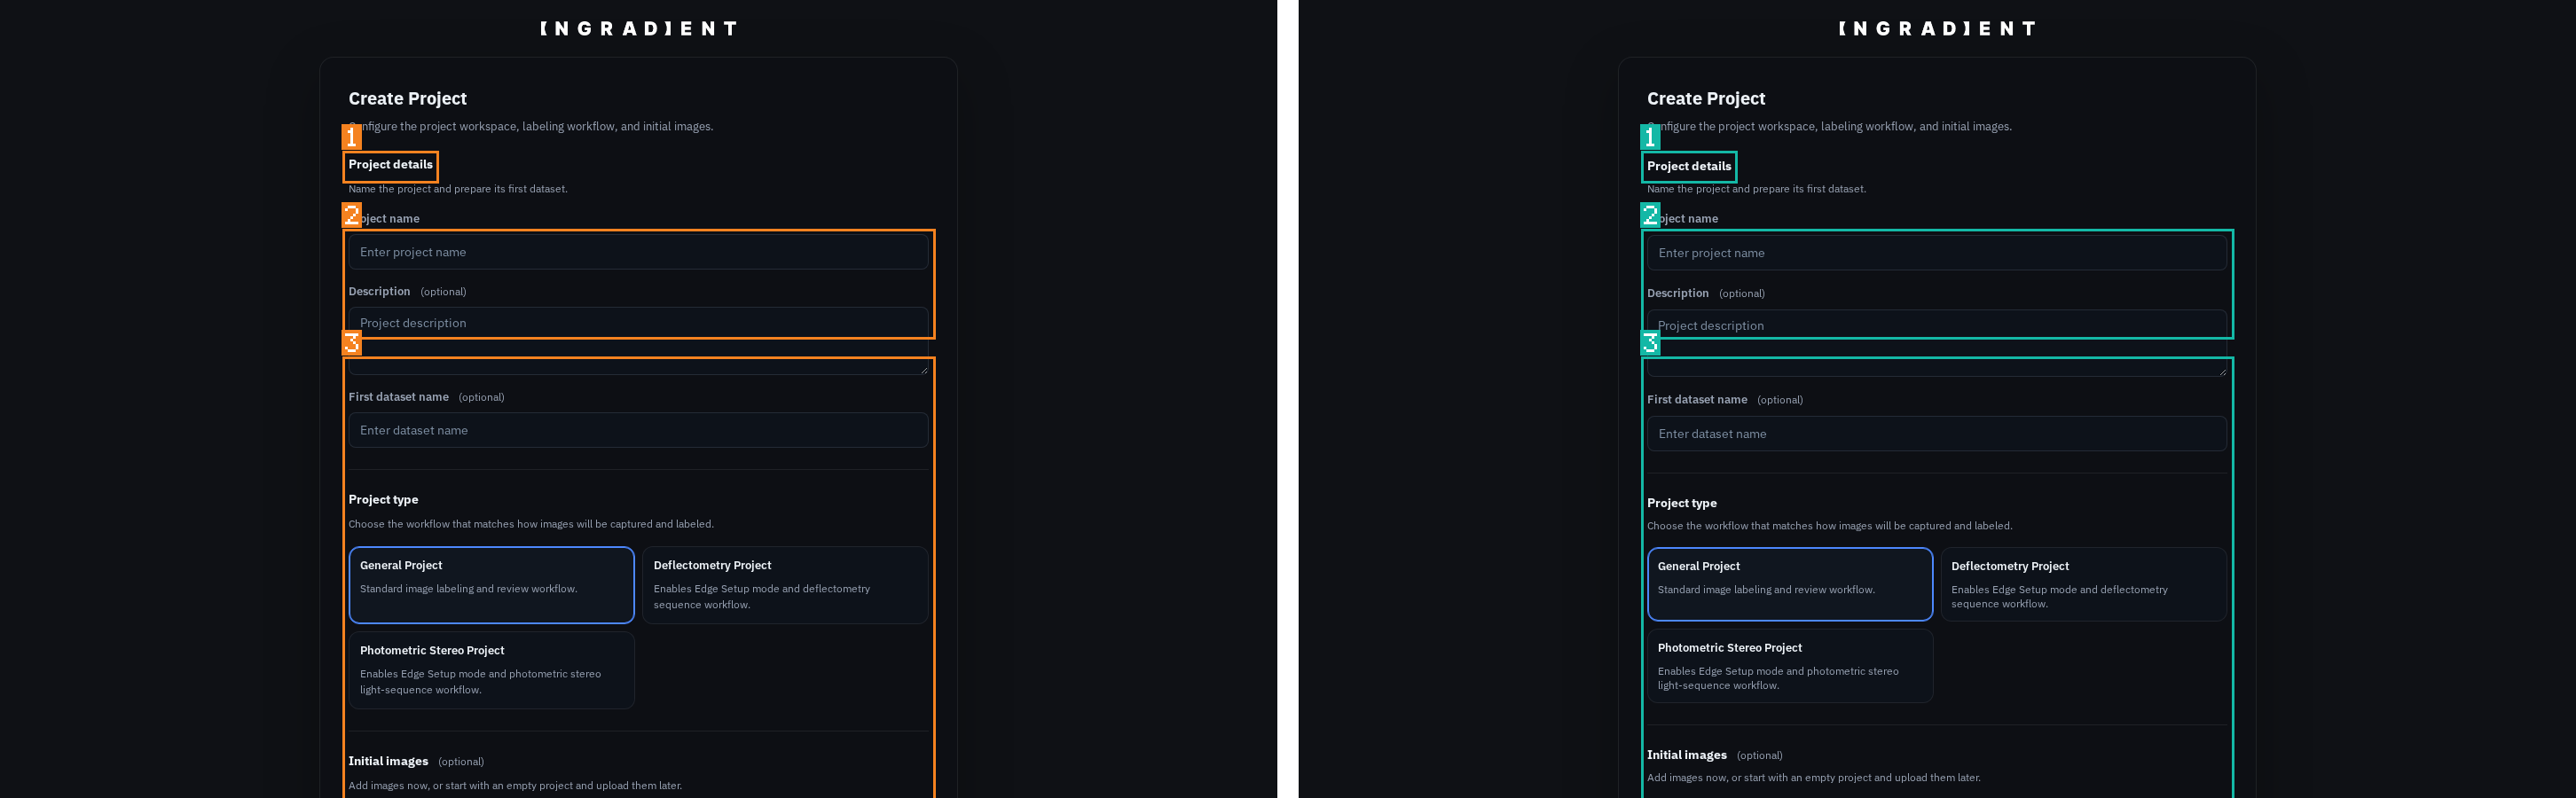 INGRADIENT
Create Project
nfigure the project workspace, labeling workflow, and initial images.
1
Project details
Name the project and prepare its first dataset.
2
oject name
Enter project name
Description (optional)
Project description
3
First dataset name (optional)
Enter dataset name
Project type
Choose the workflow that matches how images will be captured and labeled.
General Project
Standard image labeling and review workflow.
Deflectometry Project
Enables Edge Setup mode and deflectometry
sequence workflow.
Photometric Stereo Project
Enables Edge Setup mode and photometric stereo
light-sequence workflow.
Initial images (optional)
Add images now, or start with an empty project and upload them later.
INGRADIENT
Create Project
nfigure the project workspace, labeling workflow, and initial images.
1
Project details
Name the project and prepare its first dataset.
2
oject name
Enter project name
Description (optional)
Project description
3
First dataset name (optional)
Enter dataset name
Project type
Choose the workflow that matches how images will be captured and labeled.
General Project
Standard image labeling and review workflow.
Deflectometry Project
Enables Edge Setup mode and deflectometry
sequence workflow.
Photometric Stereo Project
Enables Edge Setup mode and photometric stereo
light-sequence workflow.
Initial images (optional)
Add images now, or start with an empty project and upload them later.